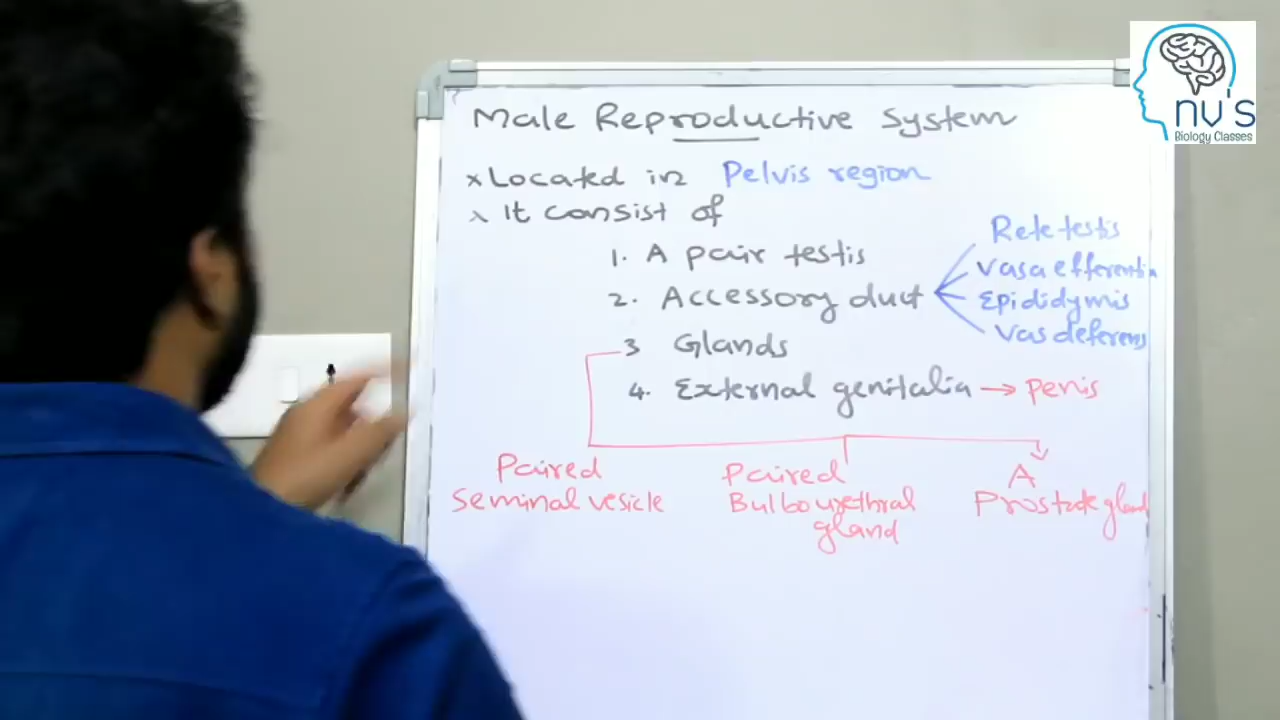 nv's
Biology Classes
Male Reproductive System
x Located in Pelvis region
x It consist of
1. A pair testis
2. Accessory duct
Rete testis
Vasa efferentia
Epididymis
Vas deferens
3 Glands
4. External genitalia → Penis
Paired
Seminal vesicle
Paired
Bulbourethral
gland
A
Prostate gland